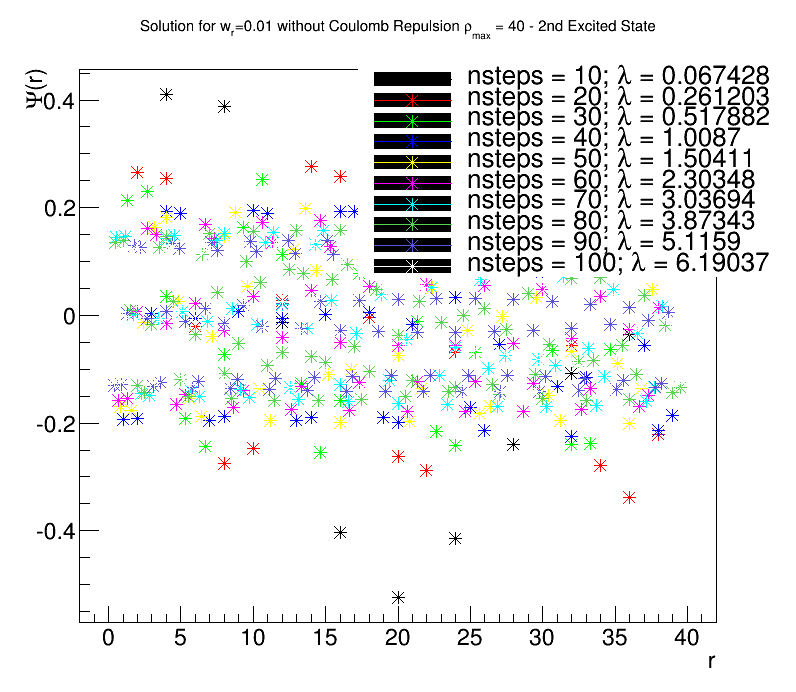 Solution for wr=0.01 without Coulomb Repulsion ρmax = 40 - 2nd Excited State
Ψ(r)
nsteps = 10; λ = 0.067428
nsteps = 20; λ = 0.261203
nsteps = 30; λ = 0.517882
nsteps = 40; λ = 1.0087
nsteps = 50; λ = 1.50411
nsteps = 60; λ = 2.30348
nsteps = 70; λ = 3.03694
nsteps = 80; λ = 3.87343
nsteps = 90; λ = 5.1159
nsteps = 100; λ = 6.19037
0.4
0.2
0
-0.2
-0.4
0 5 10 15 20 25 30 35 40
r